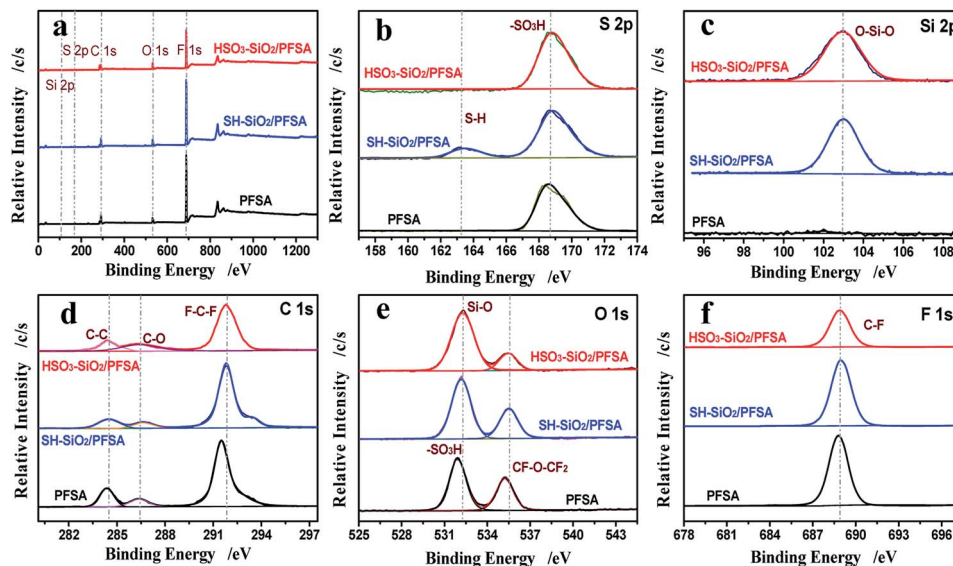 a
S 2p C 1s O 1s F 1s
HSO₃-SiO₂/PFSA
Si 2p
SH-SiO₂/PFSA
PFSA
Relative Intensity /c/s
0 200 400 600 800 1000 1200
Binding Energy /eV
b
S 2p
-SO₃H
HSO₃-SiO₂/PFSA
S-H
SH-SiO₂/PFSA
PFSA
Relative Intensity /c/s
158 160 162 164 166 168 170 172 174
Binding Energy /eV
c
Si 2p
O-Si-O
HSO₃-SiO₂/PFSA
SH-SiO₂/PFSA
PFSA
Relative Intensity /c/s
96 98 100 102 104 106 108
Binding Energy /eV
d
C 1s
F-C-F
C-C
C-O
HSO₃-SiO₂/PFSA
SH-SiO₂/PFSA
PFSA
Relative Intensity /c/s
282 285 288 291 294 297
Binding Energy /eV
e
O 1s
Si-O
HSO₃-SiO₂/PFSA
SH-SiO₂/PFSA
-SO₃H
CF-O-CF₂
PFSA
Relative Intensity /c/s
525 528 531 534 537 540 543
Binding Energy /eV
f
F 1s
C-F
HSO₃-SiO₂/PFSA
SH-SiO₂/PFSA
PFSA
Relative Intensity /c/s
678 681 684 687 690 693 696
Binding Energy /eV